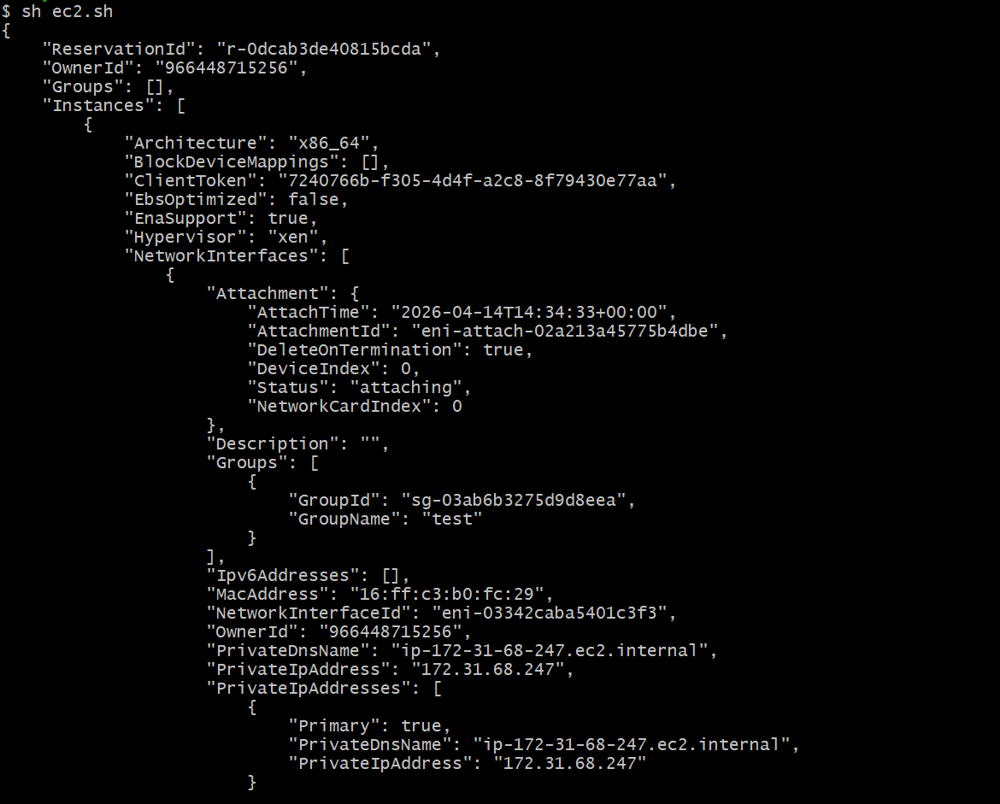 $ sh ec2.sh
{
    "ReservationId": "r-0dcab3de40815bcda",
    "OwnerId": "966448715256",
    "Groups": [],
    "Instances": [
        {
            "Architecture": "x86_64",
            "BlockDeviceMappings": [],
            "ClientToken": "7240766b-f305-4d4f-a2c8-8f79430e77aa",
            "EbsOptimized": false,
            "EnaSupport": true,
            "Hypervisor": "xen",
            "NetworkInterfaces": [
                {
                    "Attachment": {
                        "AttachTime": "2026-04-14T14:34:33+00:00",
                        "AttachmentId": "eni-attach-02a213a45775b4dbe",
                        "DeleteOnTermination": true,
                        "DeviceIndex": 0,
                        "Status": "attaching",
                        "NetworkCardIndex": 0
                    },
                    "Description": "",
                    "Groups": [
                        {
                            "GroupId": "sg-03ab6b3275d9d8eea",
                            "GroupName": "test"
                        }
                    ],
                    "Ipv6Addresses": [],
                    "MacAddress": "16:ff:c3:b0:fc:29",
                    "NetworkInterfaceId": "eni-03342caba5401c3f3",
                    "OwnerId": "966448715256",
                    "PrivateDnsName": "ip-172-31-68-247.ec2.internal",
                    "PrivateIpAddress": "172.31.68.247",
                    "PrivateIpAddresses": [
                        {
                            "Primary": true,
                            "PrivateDnsName": "ip-172-31-68-247.ec2.internal",
                            "PrivateIpAddress": "172.31.68.247"
                        }